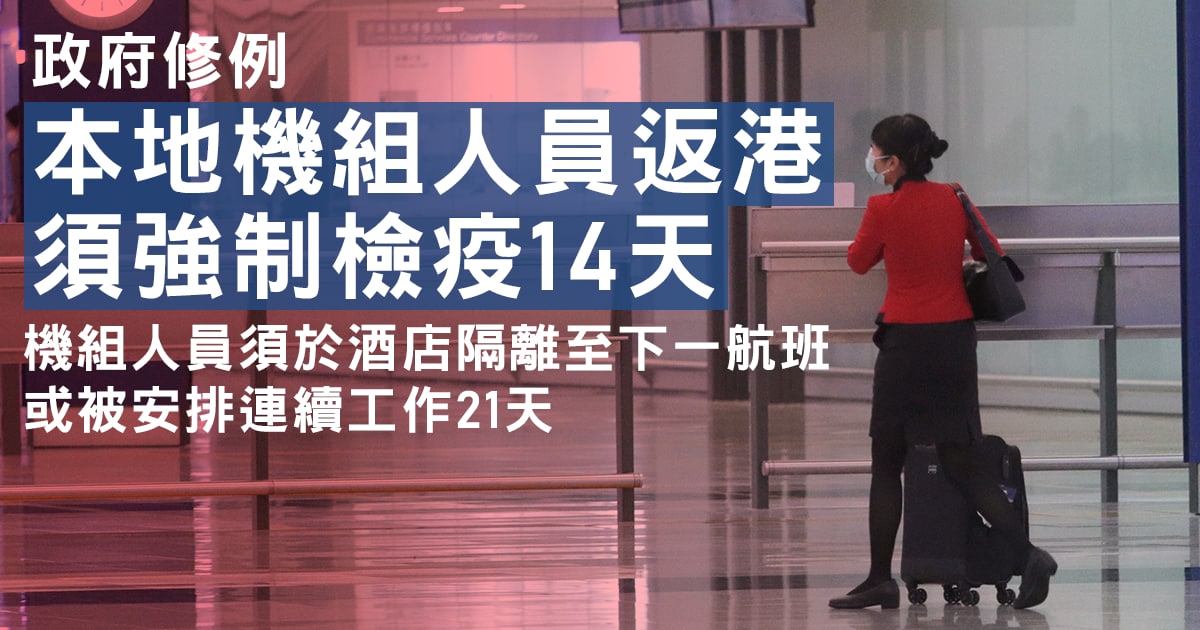 政府修例
本地機組人員返港
須強制檢疫14天
機組人員須於酒店隔離至下一航班
或被安排連續工作21天